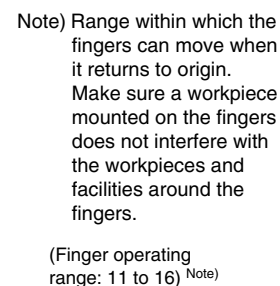 Note) Range within which the
fingers can move when
it returns to origin.
Make sure a workpiece
mounted on the fingers
does not interfere with
the workpieces and
facilities around the
fingers.
(Finger operating
range: 11 to 16) Note)